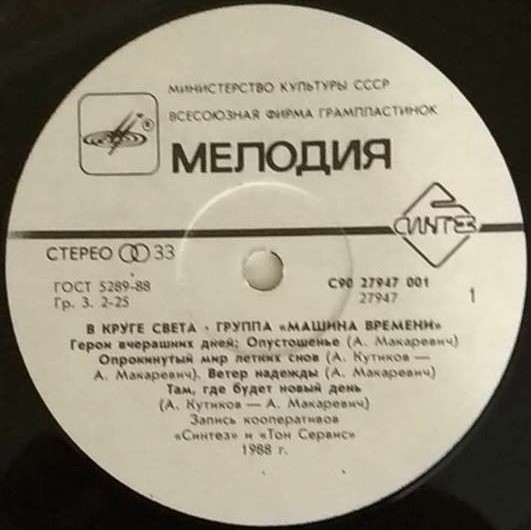 МИНИСТЕРСТВО КУЛЬТУРЫ СССР
ВСЕСОЮЗНАЯ ФИРМА ГРАМПЛАСТИНОК
®
МЕЛОДИЯ
СИНТЕЗ
СТЕРЕО 33
ГОСТ 5289-88
Гр. 3. 2-25
С90 27947 001
27947
1
В КРУГЕ СВЕТА · ГРУППА «МАШИНА ВРЕМЕНИ»
Герои вчерашних дней; Опустошенье (А. Макаревич)
Опрокинутый мир летних снов (А. Кутиков —
А. Макаревич). Ветер надежды (А. Макаревич)
Там, где будет новый день
(А. Кутиков — А. Макаревич)
Запись кооперативов
«Синтез» и «Тон Сервис»
1988 г.